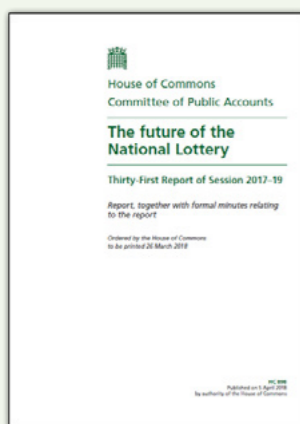 House of Commons
Committee of Public Accounts
The future of the
National Lottery
Thirty-First Report of Session 2017–19
Report, together with formal minutes relating
to the report
Ordered by the House of Commons
to be printed 26 March 2018
Published on 5 April 2018
by authority of the House of Commons